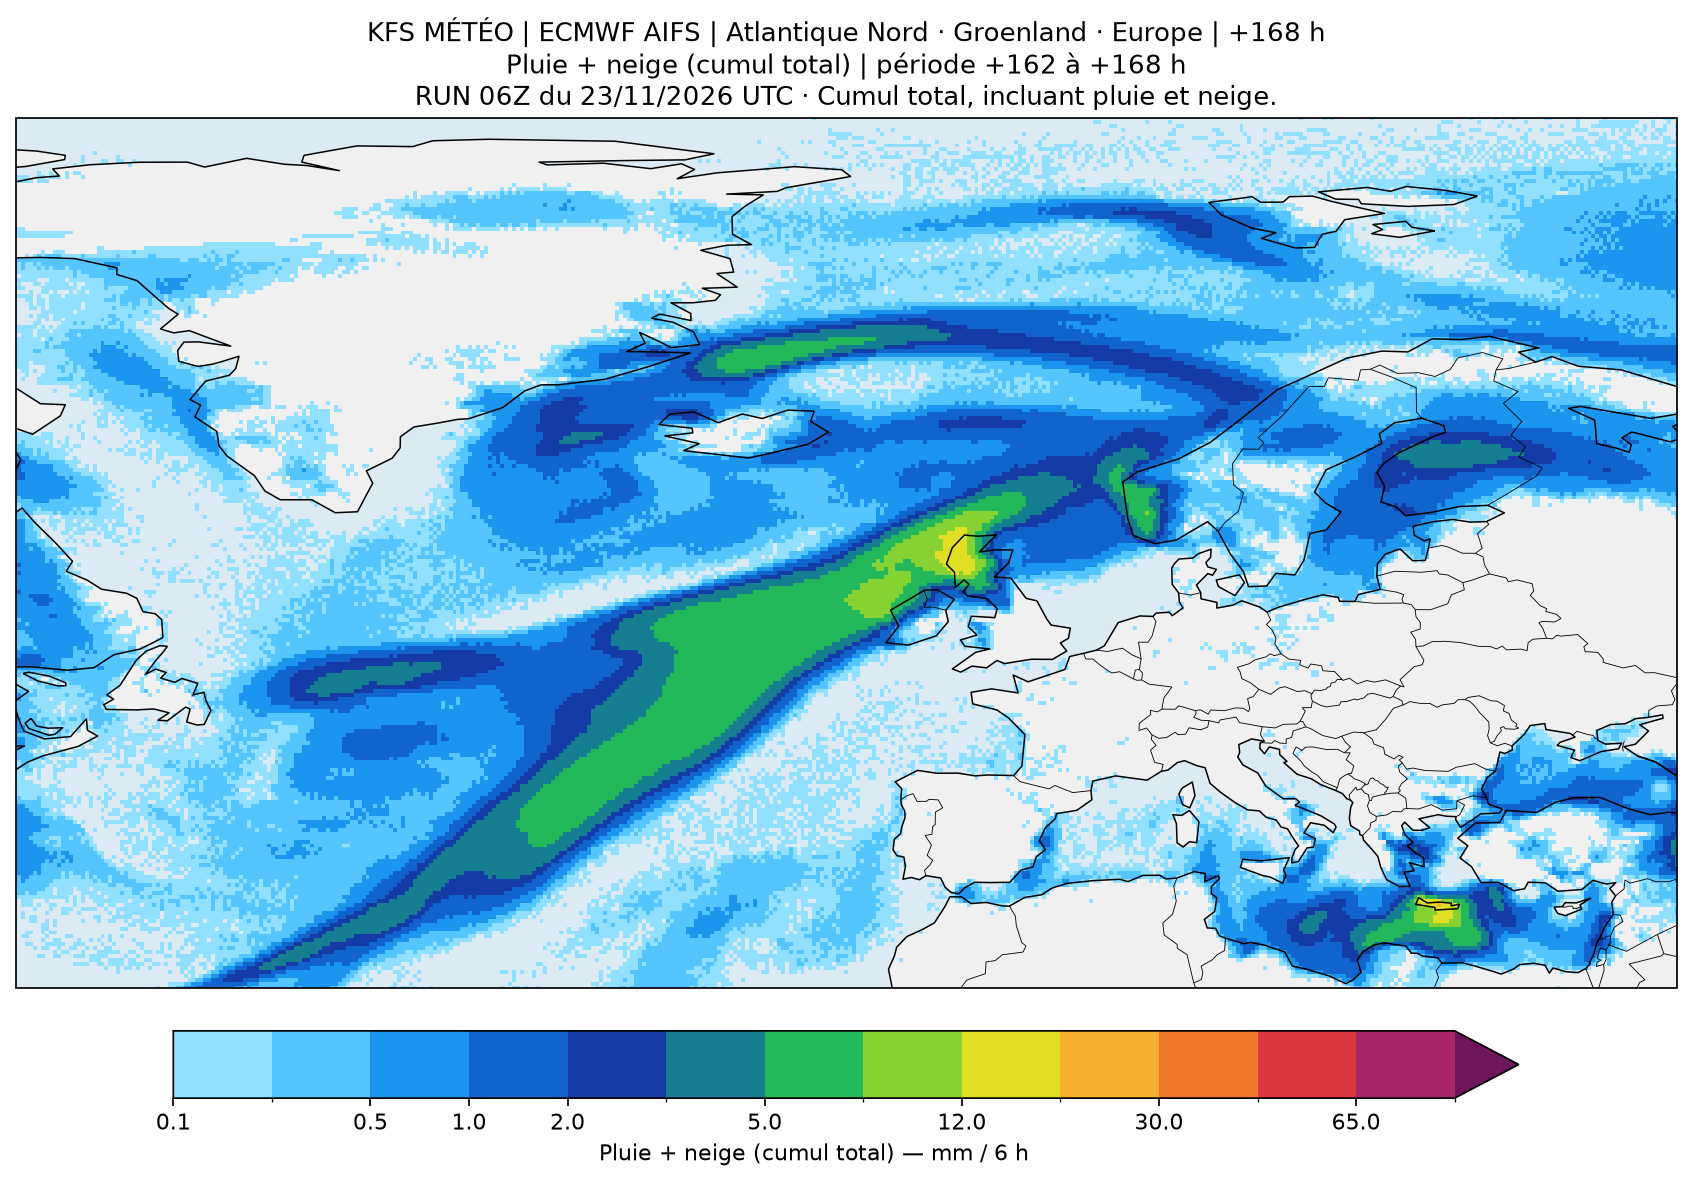 KFS MÉTÉO | ECMWF AIFS | Atlantique Nord · Groenland · Europe | +168 h
Pluie + neige (cumul total) | période +162 à +168 h
RUN 06Z du 23/11/2026 UTC · Cumul total, incluant pluie et neige.
0.1 0.5 1.0 2.0 5.0 12.0 30.0 65.0
Pluie + neige (cumul total) — mm / 6 h